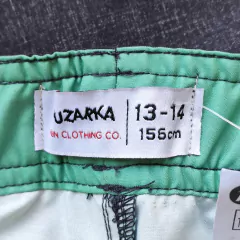 UZARKA
CLOTHING CO.
13-14
156cm